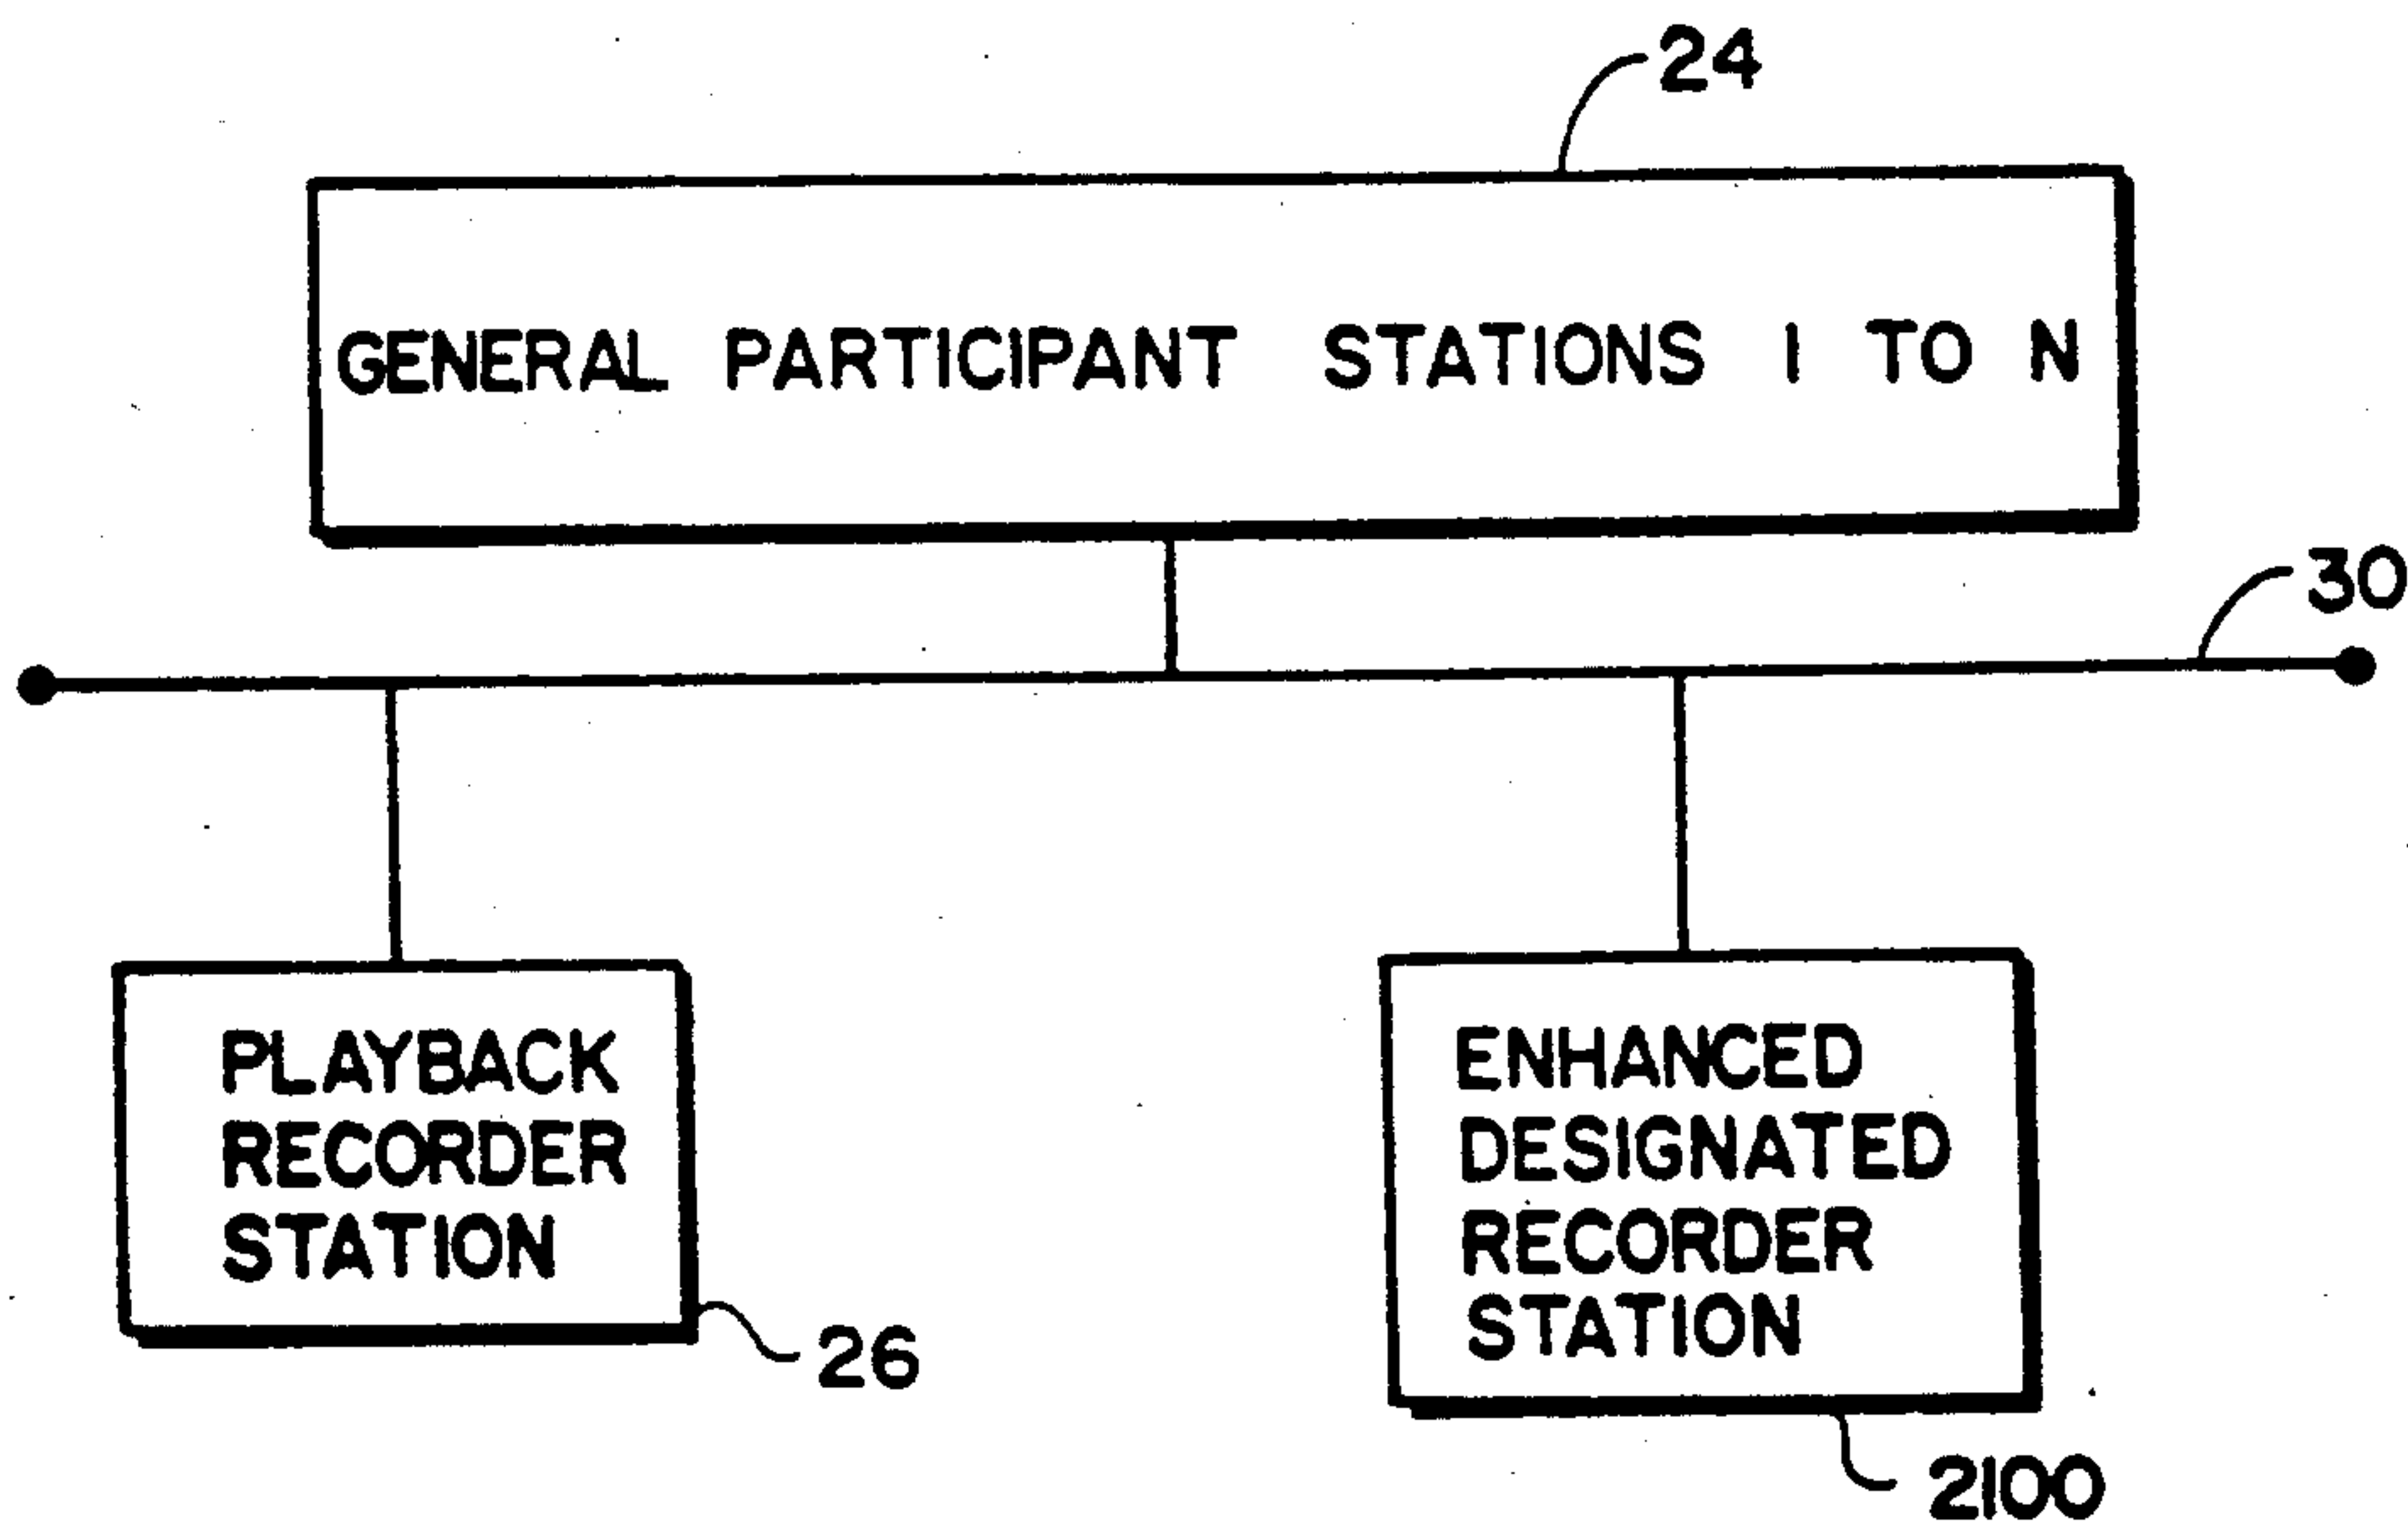 24
GENERAL PARTICIPANT STATIONS 1 TO N
30
PLAYBACK
RECORDER
STATION
26
ENHANCED
DESIGNATED
RECORDER
STATION
2100